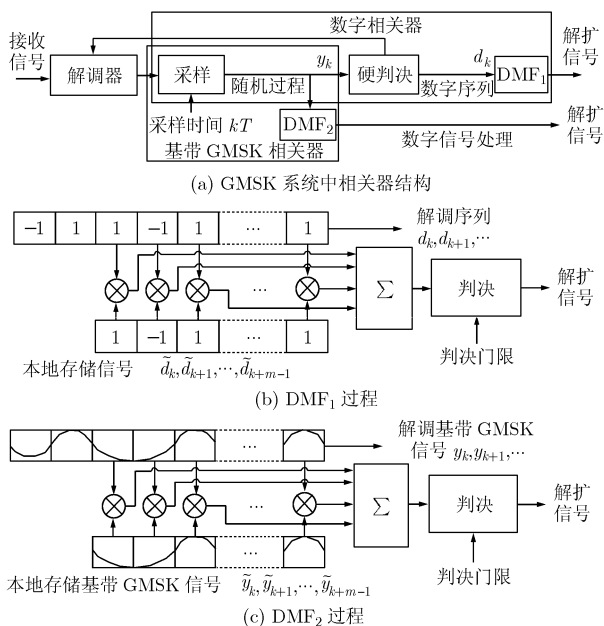 数字相关器
接收
信号
解调器
采样
y_k
硬判决
d_k
DMF₁
解扩
信号
随机过程
数字序列
采样时间 kT
DMF₂
解扩
信号
数字信号处理
基带 GMSK 相关器
(a) GMSK 系统中相关器结构
−1 1 1 −1 1 ··· 1
解调序列
d_k,d_{k+1},···
···
Σ
判决
解扩
信号
1 −1 1 ··· 1
本地存储信号 d̃_k,d̃_{k+1},···,d̃_{k+m−1}
判决门限
(b) DMF₁ 过程
···
解调基带 GMSK
信号 y_k,y_{k+1},···
···
Σ
判决
解扩
信号
···
本地存储基带 GMSK 信号 ỹ_k,ỹ_{k+1},···,ỹ_{k+m−1}
判决门限
(c) DMF₂ 过程